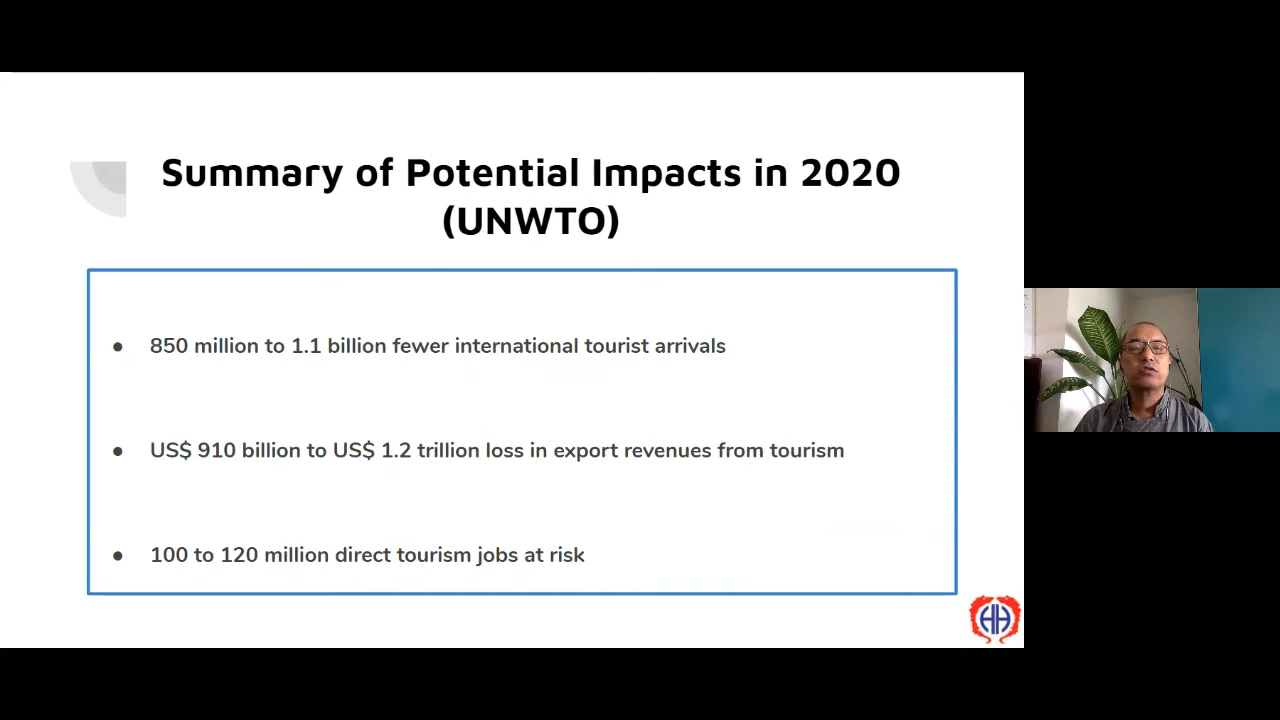 Summary of Potential Impacts in 2020
(UNWTO)
● 850 million to 1.1 billion fewer international tourist arrivals
● US$ 910 billion to US$ 1.2 trillion loss in export revenues from tourism
● 100 to 120 million direct tourism jobs at risk
HH